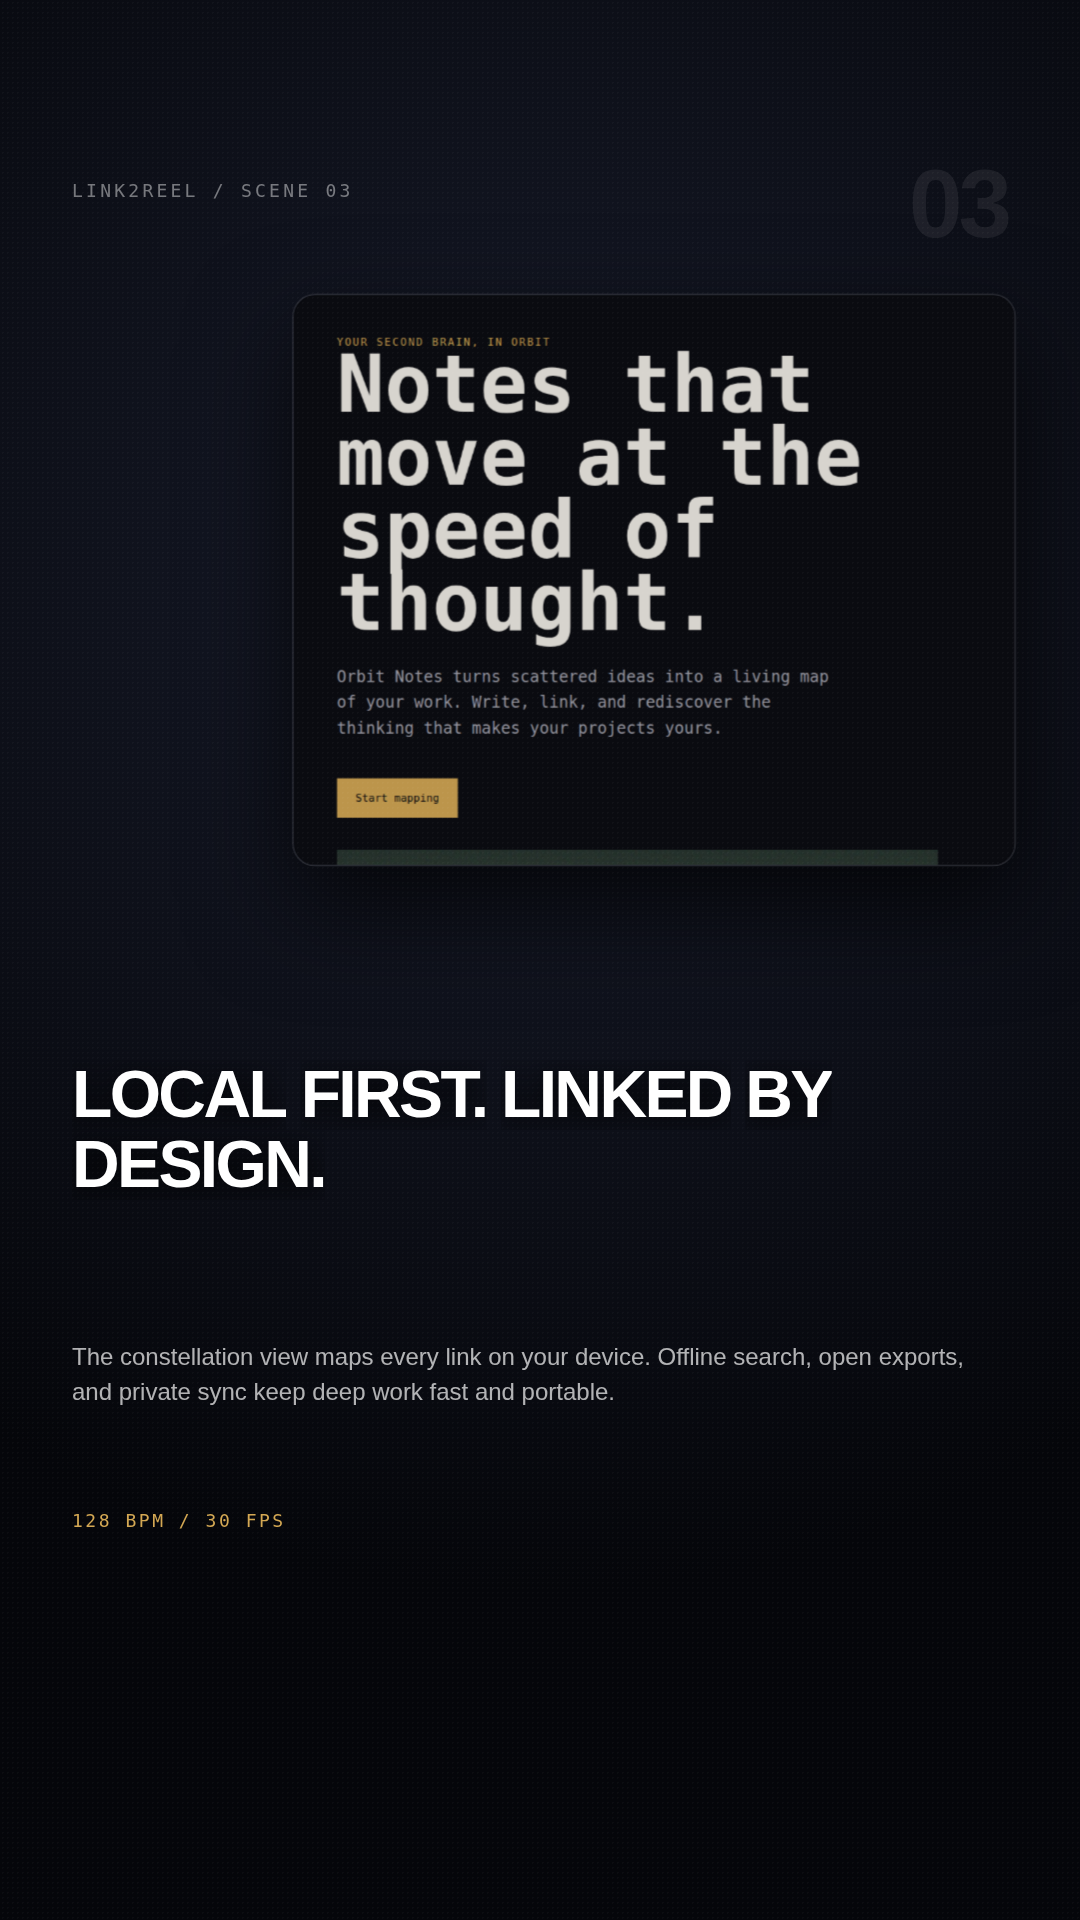 LINK2REEL / SCENE 03
03
YOUR SECOND BRAIN, IN ORBIT
Notes that
move at the
speed of
thought.
Orbit Notes turns scattered ideas into a living map
of your work. Write, link, and rediscover the
thinking that makes your projects yours.
Start mapping
LOCAL FIRST. LINKED BY
DESIGN.
The constellation view maps every link on your device. Offline search, open exports,
and private sync keep deep work fast and portable.
128 BPM / 30 FPS